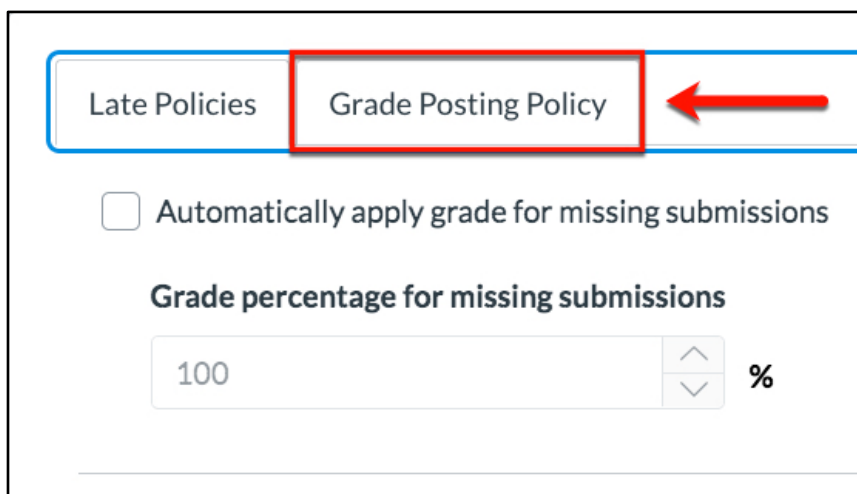 Late Policies Grade Posting Policy
Automatically apply grade for missing submissions
Grade percentage for missing submissions
100 %